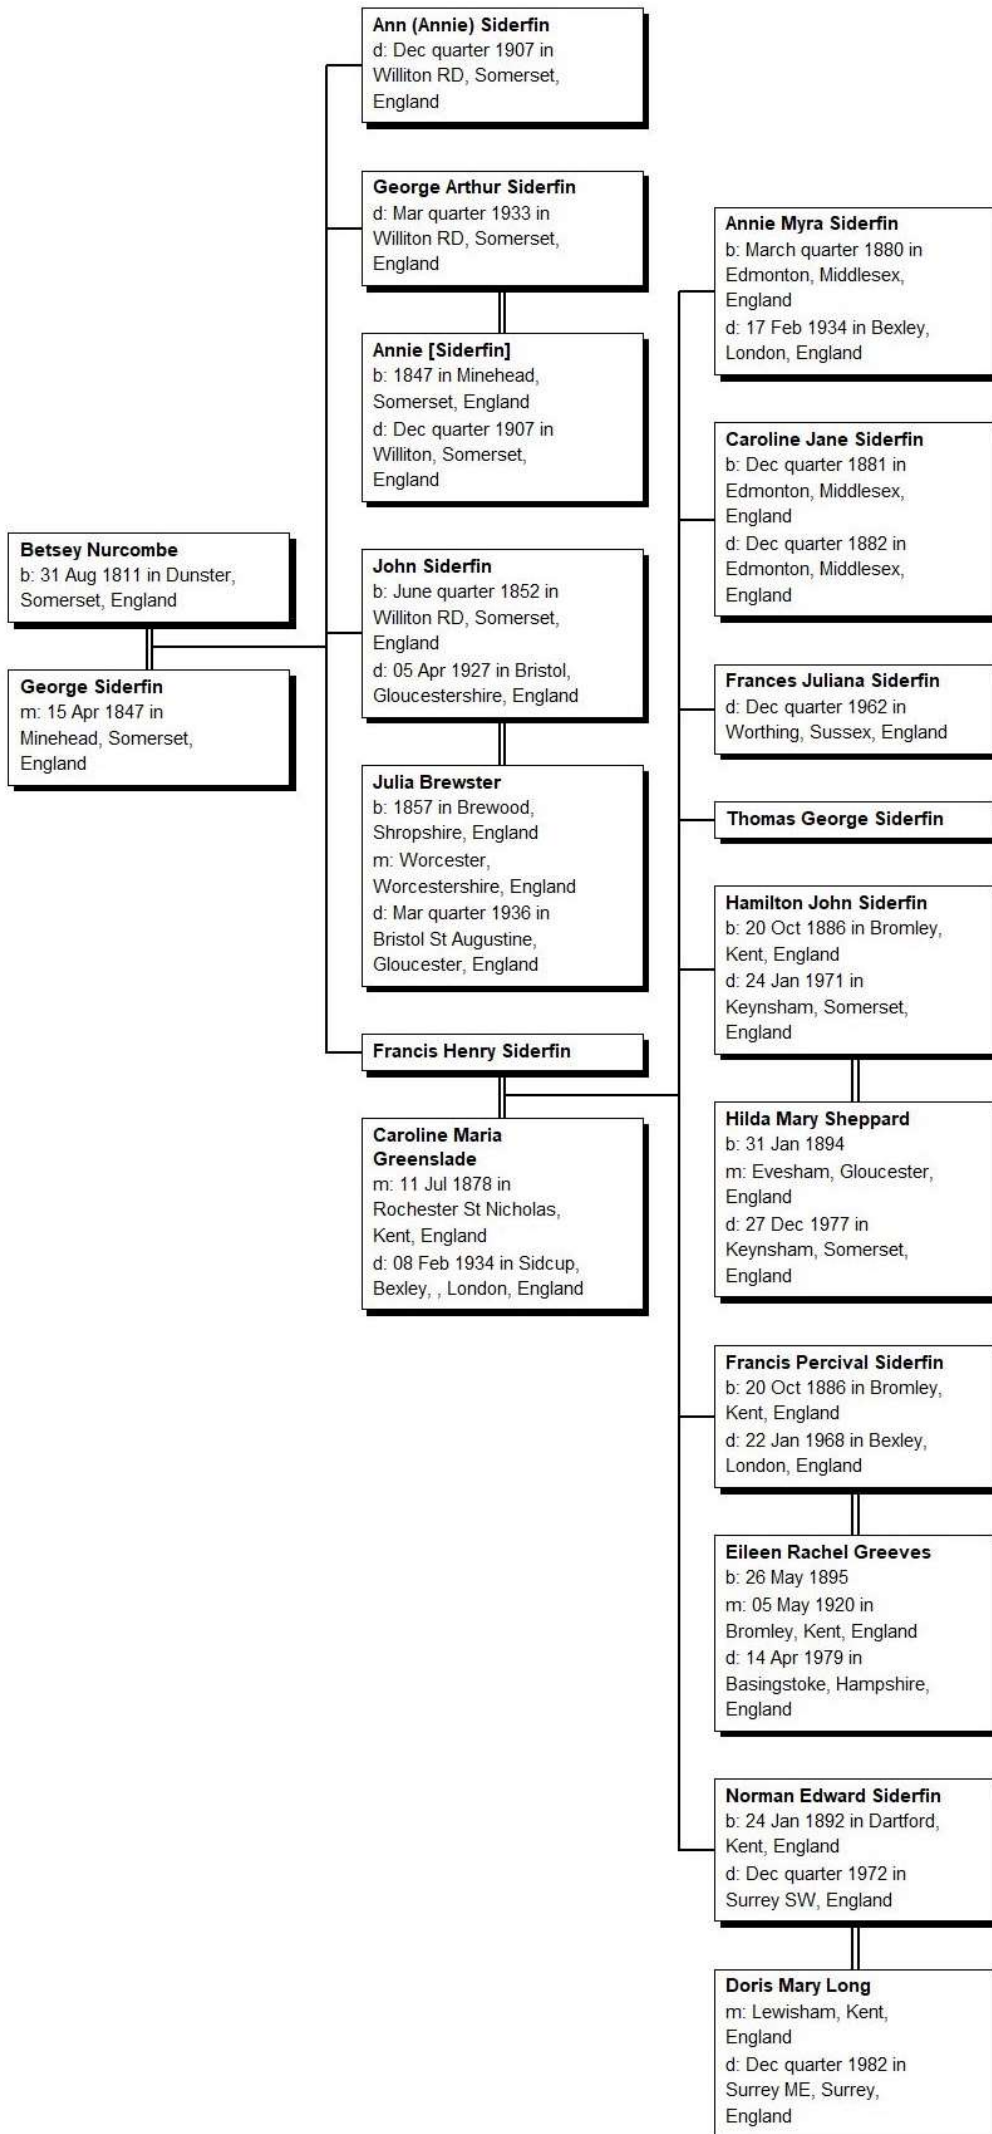 Ann (Annie) Siderfin
d: Dec quarter 1907 in
Williton RD, Somerset,
England
George Arthur Siderfin
d: Mar quarter 1933 in
Williton RD, Somerset,
England
Annie [Siderfin]
b: 1847 in Minehead,
Somerset, England
d: Dec quarter 1907 in
Williton, Somerset,
England
Betsey Nurcombe
b: 31 Aug 1811 in Dunster,
Somerset, England
George Siderfin
m: 15 Apr 1847 in
Minehead, Somerset,
England
John Siderfin
b: June quarter 1852 in
Williton RD, Somerset,
England
d: 05 Apr 1927 in Bristol,
Gloucestershire, England
Julia Brewster
b: 1857 in Brewood,
Shropshire, England
m: Worcester,
Worcestershire, England
d: Mar quarter 1936 in
Bristol St Augustine,
Gloucester, England
Francis Henry Siderfin
Caroline Maria
Greenslade
m: 11 Jul 1878 in
Rochester St Nicholas,
Kent, England
d: 08 Feb 1934 in Sidcup,
Bexley, , London, England
Annie Myra Siderfin
b: March quarter 1880 in
Edmonton, Middlesex,
England
d: 17 Feb 1934 in Bexley,
London, England
Caroline Jane Siderfin
b: Dec quarter 1881 in
Edmonton, Middlesex,
England
d: Dec quarter 1882 in
Edmonton, Middlesex,
England
Frances Juliana Siderfin
d: Dec quarter 1962 in
Worthing, Sussex, England
Thomas George Siderfin
Hamilton John Siderfin
b: 20 Oct 1886 in Bromley,
Kent, England
d: 24 Jan 1971 in
Keynsham, Somerset,
England
Hilda Mary Sheppard
b: 31 Jan 1894
m: Evesham, Gloucester,
England
d: 27 Dec 1977 in
Keynsham, Somerset,
England
Francis Percival Siderfin
b: 20 Oct 1886 in Bromley,
Kent, England
d: 22 Jan 1968 in Bexley,
London, England
Eileen Rachel Greeves
b: 26 May 1895
m: 05 May 1920 in
Bromley, Kent, England
d: 14 Apr 1979 in
Basingstoke, Hampshire,
England
Norman Edward Siderfin
b: 24 Jan 1892 in Dartford,
Kent, England
d: Dec quarter 1972 in
Surrey SW, England
Doris Mary Long
m: Lewisham, Kent,
England
d: Dec quarter 1982 in
Surrey ME, Surrey,
England